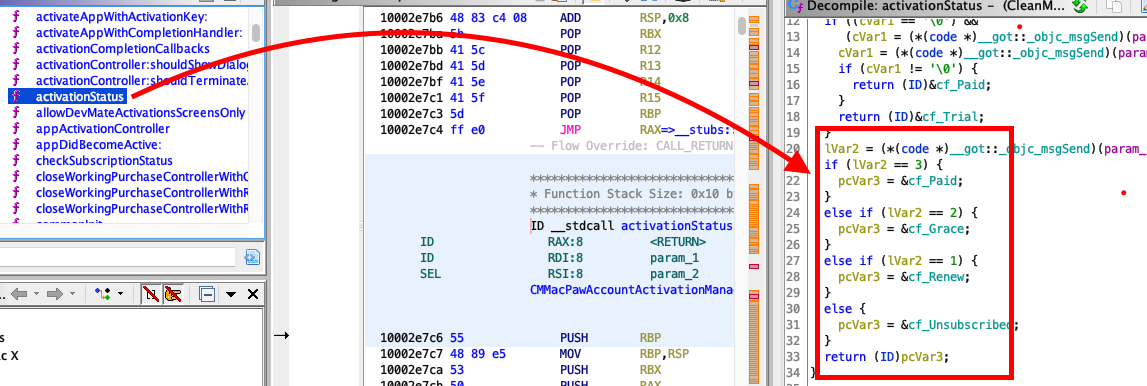 activateAppWithActivationKey:
activateAppWithCompletionHandler:
activationCompletionCallbacks
activationController:shouldShowDialo
activationController:shouldTerminate.
activationStatus
allowDevMateActivationsScreensOnly
appActivationController
appDidBecomeActive:
checkSubscriptionStatus
closeWorkingPurchaseControllerWithC
closeWorkingPurchaseControllerWithR
closeWorkingPurchaseControllerWithR
s
c X
10002e7b6 48 83 c4 08 ADD RSP,0x8
10002e7ba 5b POP RBX
10002e7bb 41 5c POP R12
10002e7bd 41 5d POP R13
10002e7bf 41 5e POP R14
10002e7c1 41 5f POP R15
10002e7c3 5d POP RBP
10002e7c4 ff e0 JMP RAX=>__stubs::
-- Flow Override: CALL_RETURN
* Function Stack Size: 0x10 b
ID __stdcall activationStatus
ID RAX:8 <RETURN>
ID RDI:8 param_1
SEL RSI:8 param_2
CMMacPawAccountActivationMana
10002e7c6 55 PUSH RBP
10002e7c7 48 89 e5 MOV RBP,RSP
10002e7ca 53 PUSH RBX
10002e7cb 50 PUSH RAX
Decompile: activationStatus – (CleanM...
12 if ((cVar1 == '\0') &&
13 (cVar1 = (*(code *)__got::_objc_msgSend)(par
14 cVar1 = (*(code *)__got::_objc_msgSend)(para
15 if (cVar1 != '\0') {
16 return (ID)&cf_Paid;
17 }
18 return (ID)&cf_Trial;
19 }
20 lVar2 = (*(code *)__got::_objc_msgSend)(param_
21 if (lVar2 == 3) {
22 pcVar3 = &cf_Paid;
23 }
24 else if (lVar2 == 2) {
25 pcVar3 = &cf_Grace;
26 }
27 else if (lVar2 == 1) {
28 pcVar3 = &cf_Renew;
29 }
30 else {
31 pcVar3 = &cf_Unsubscribed;
32 }
33 return (ID)pcVar3;
34 }